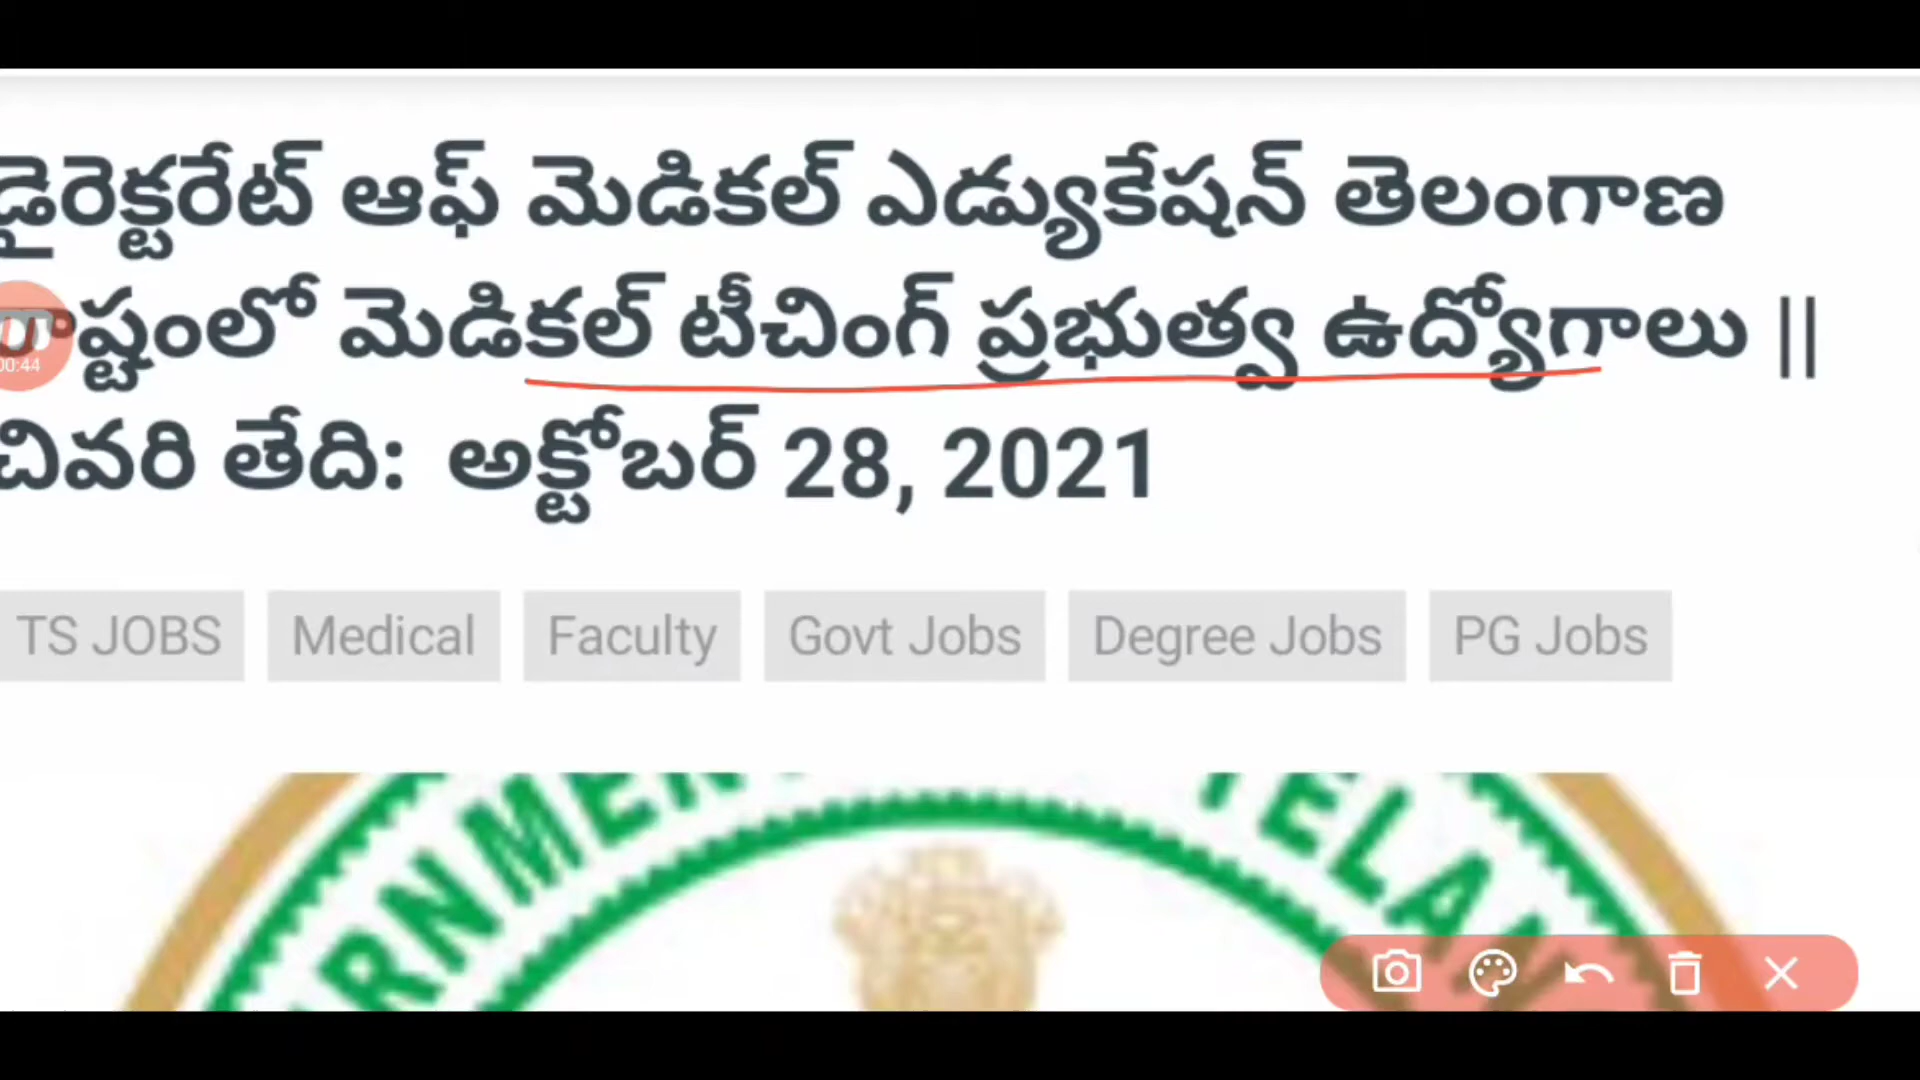 డైరెక్టరేట్ ఆఫ్ మెడికల్ ఎడ్యుకేషన్ తెలంగాణ
మెడికల్ టీచింగ్ ప్రభుత్వ ఉద్యోగాలు ||
చివరి తేది: అక్టోబర్ 28, 2021
TS JOBS Medical Faculty Govt Jobs Degree Jobs PG Jobs
00:44